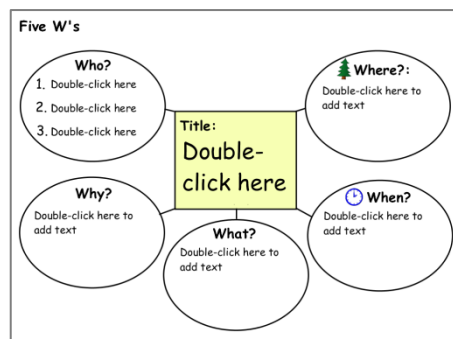 Five W's
Who?
1. Double-click here
2. Double-click here
3. Double-click here
Where?:
Double-click here to
add text
Title:
Double-
click here
Why?
Double-click here to
add text
What?
Double-click here to
add text
When?
Double-click here to
add text